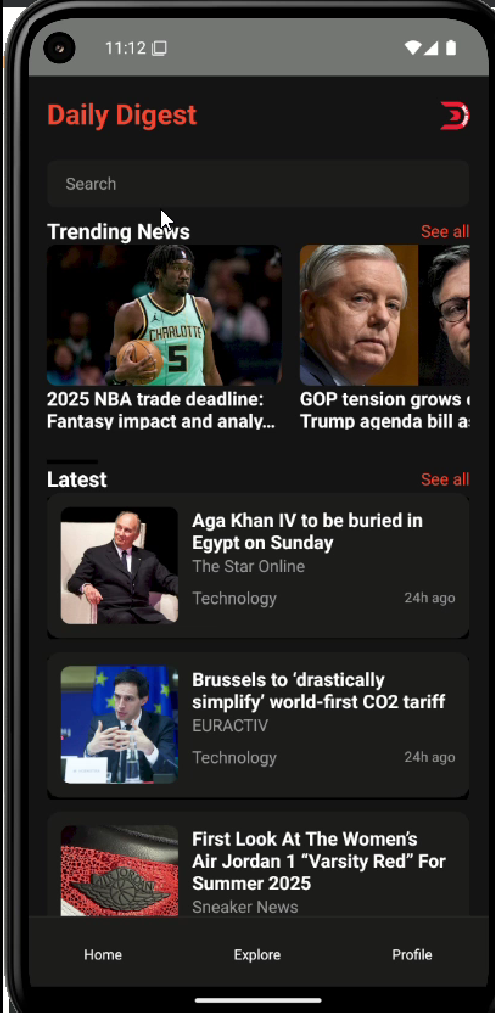 11:12
Daily Digest
Search
Trending News
See all
CHARLOTTE
5
2025 NBA trade deadline:
Fantasy impact and analy...
GOP tension grows
Trump agenda bill a
Latest
See all
Aga Khan IV to be buried in
Egypt on Sunday
The Star Online
Technology
24h ago
Brussels to ‘drastically
simplify’ world-first CO2 tariff
EURACTIV
Technology
24h ago
First Look At The Women’s
Air Jordan 1 “Varsity Red” For
Summer 2025
Sneaker News
Home
Explore
Profile